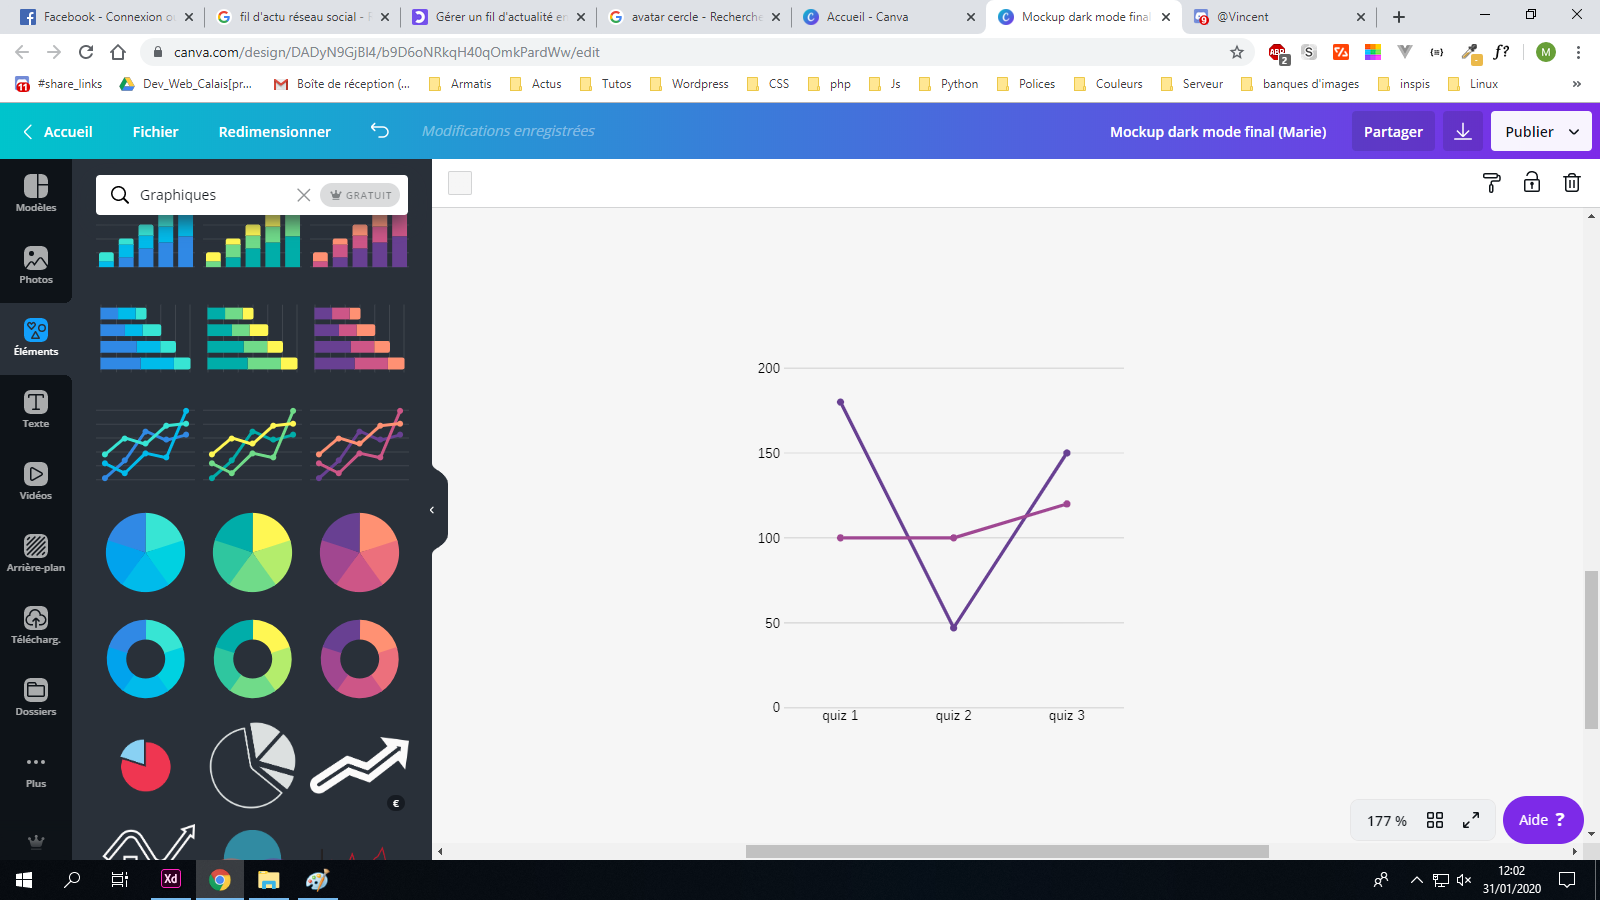 Facebook - Connexion o
fil d'actu réseau social -
Gérer un fil d'actualité e
avatar cercle - Recherche
Accueil - Canva
Mockup dark mode final
@Vincent
canva.com/design/DADyN9GjBI4/b9D6oNRkqH40qOmkPardWw/edit
#share_links
Dev_Web_Calais[pr...
Boîte de réception (...
Armatis
Actus
Tutos
Wordpress
CSS
php
Js
Python
Polices
Couleurs
Serveur
banques d'images
inspis
Linux
»
Accueil
Fichier
Redimensionner
Modifications enregistrées
Mockup dark mode final (Marie)
Partager
Publier
Modèles
Photos
Éléments
Texte
Vidéos
Arrière-plan
Télécharg.
Dossiers
Plus
Graphiques
GRATUIT
€
200
150
100
50
0
quiz 1
quiz 2
quiz 3
177 %
Aide ?
Xd
12:02
31/01/2020